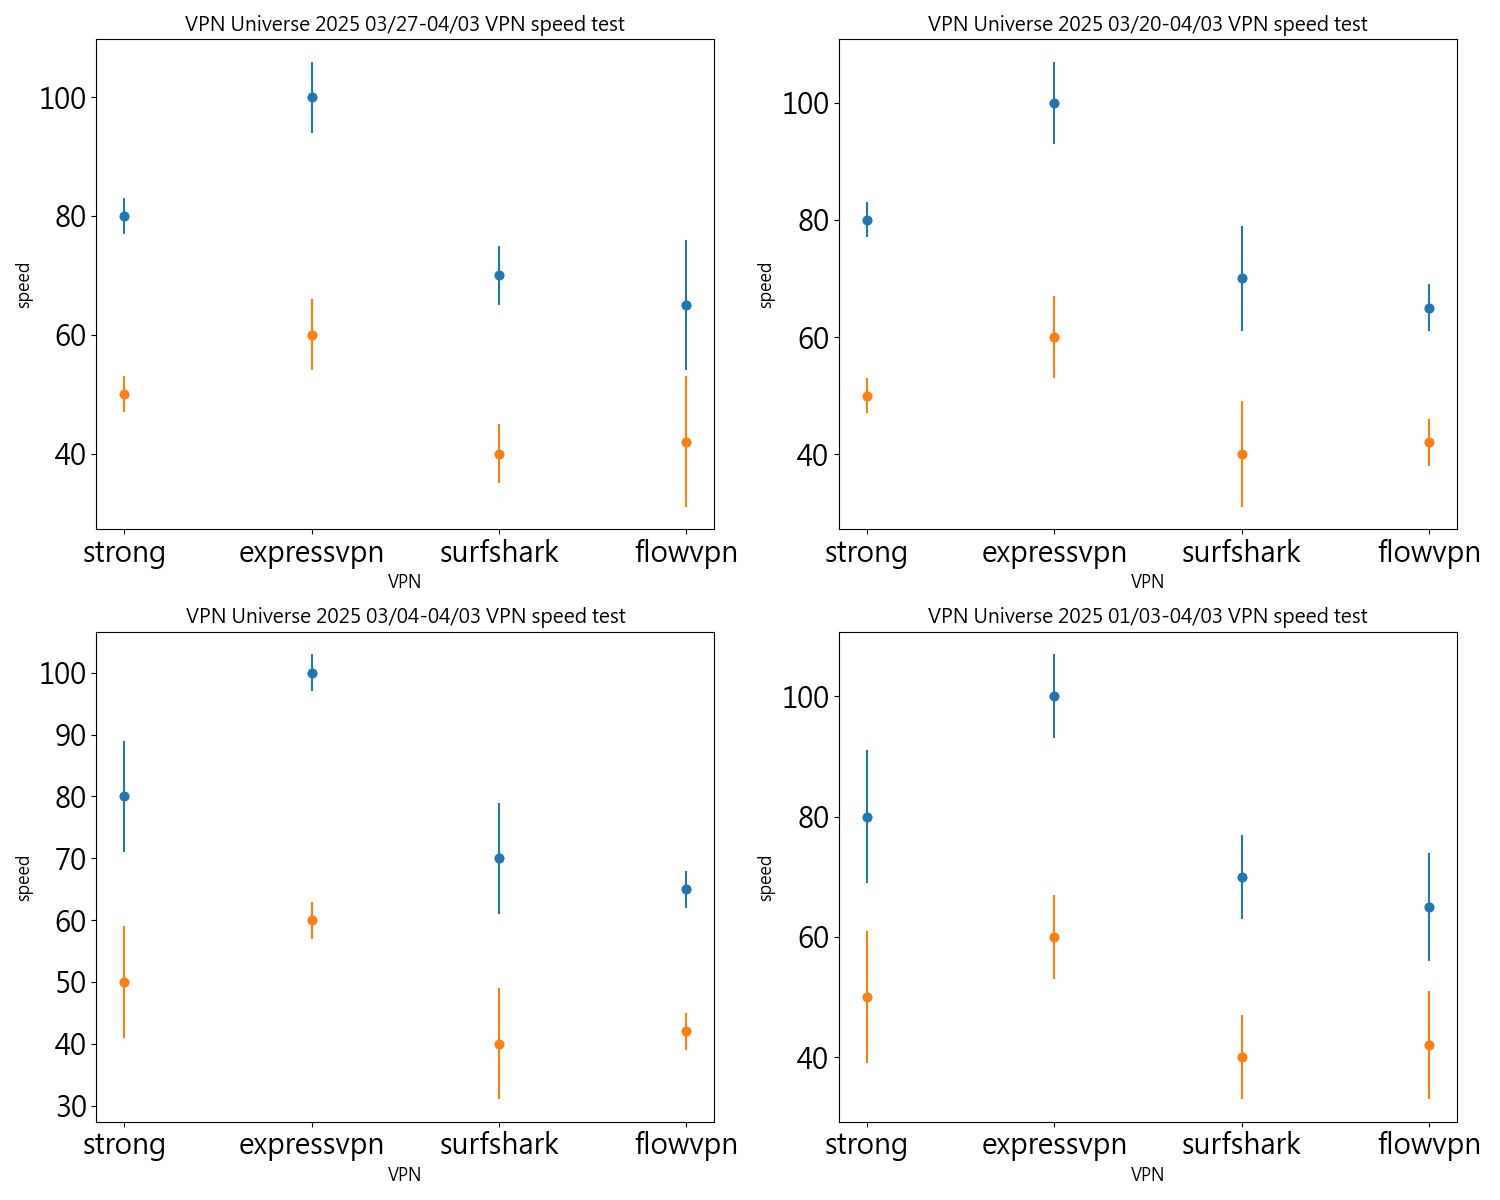 VPN Universe 2025 03/27-04/03 VPN speed test
100
80
60
40
speed
strong expressvpn surfshark flowvpn
VPN
VPN Universe 2025 03/20-04/03 VPN speed test
100
80
60
40
speed
strong expressvpn surfshark flowvpn
VPN
VPN Universe 2025 03/04-04/03 VPN speed test
100
90
80
70
60
50
40
30
speed
strong expressvpn surfshark flowvpn
VPN
VPN Universe 2025 01/03-04/03 VPN speed test
100
80
60
40
speed
strong expressvpn surfshark flowvpn
VPN